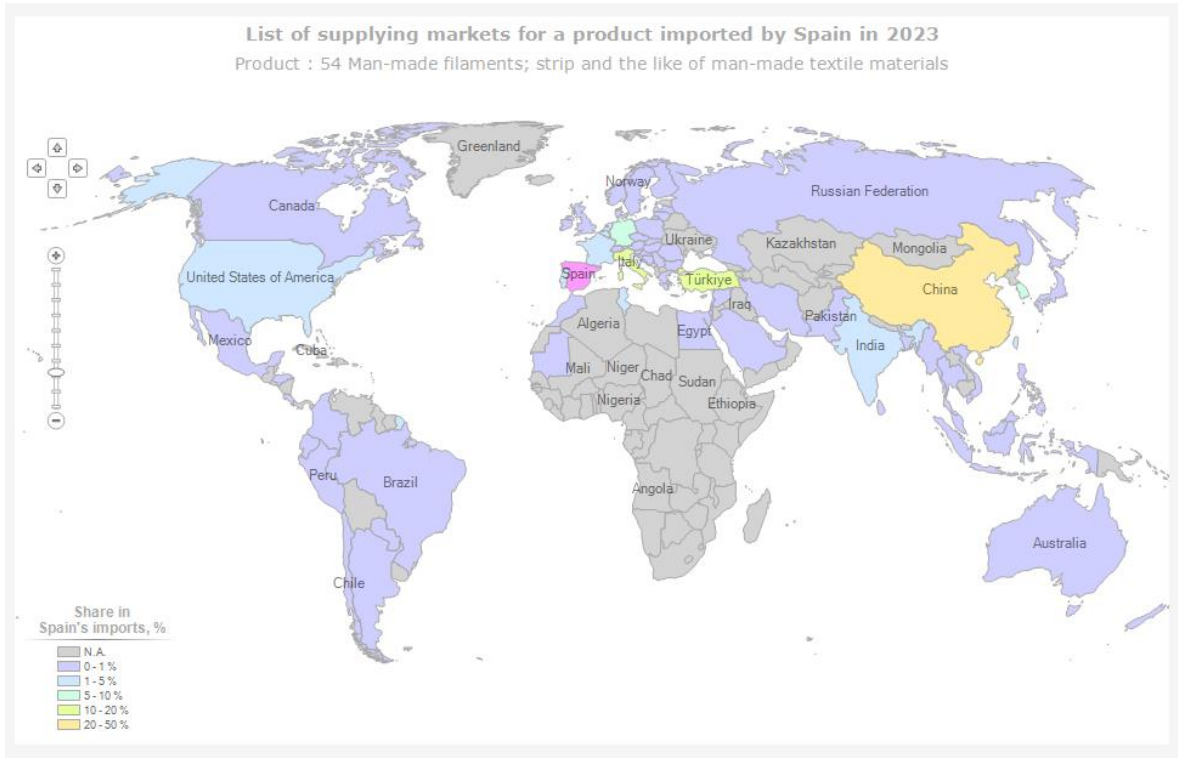 List of supplying markets for a product imported by Spain in 2023
Product : 54 Man-made filaments; strip and the like of man-made textile materials
Greenland
Norway
Russian Federation
Canada
Ukraine
Kazakhstan
Mongolia
Italy
Spain
Türkiye
United States of America
China
Iraq
Pakistan
Algeria
Egypt
Mexico
India
Cuba
Mali
Niger
Chad
Sudan
Nigeria
Ethiopia
Peru
Brazil
Angola
Australia
Chile
Share in
Spain's imports, %
N.A.
0 - 1 %
1 - 5 %
5 - 10 %
10 - 20 %
20 - 50 %